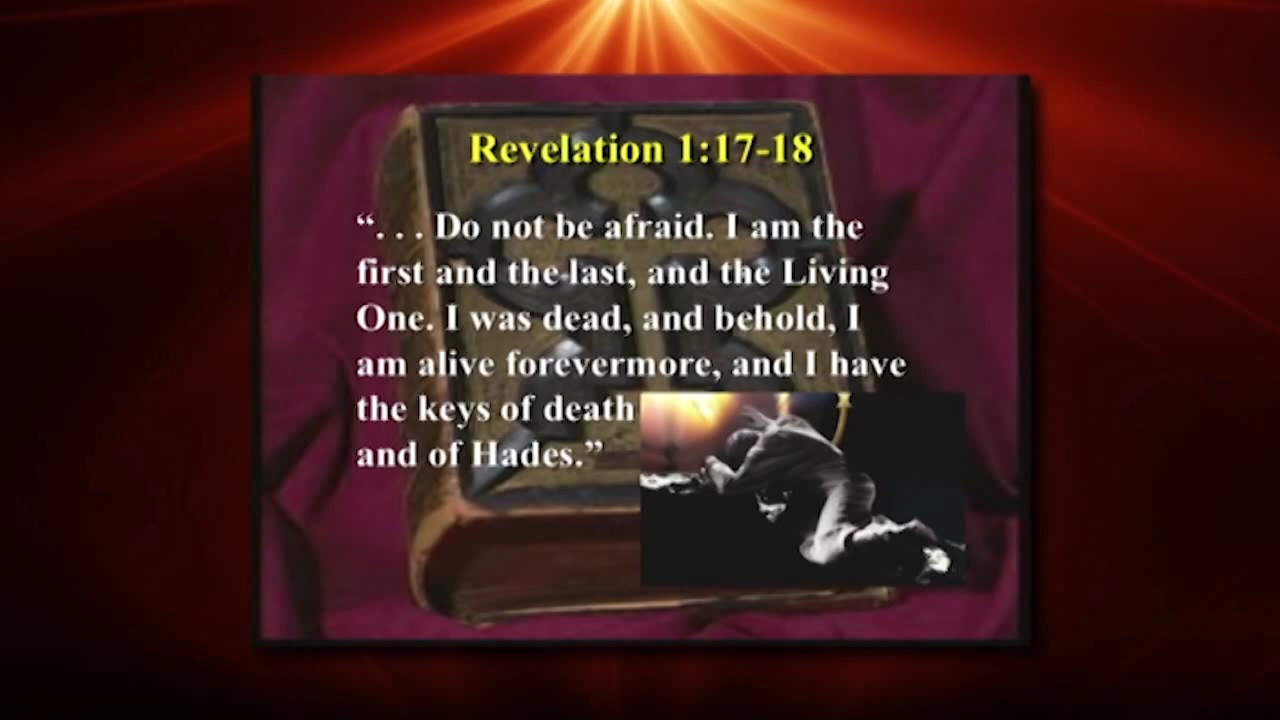 Revelation 1:17-18
“. . . Do not be afraid. I am the
first and the last, and the Living
One. I was dead, and behold, I
am alive forevermore, and I have
the keys of death
and of Hades.”